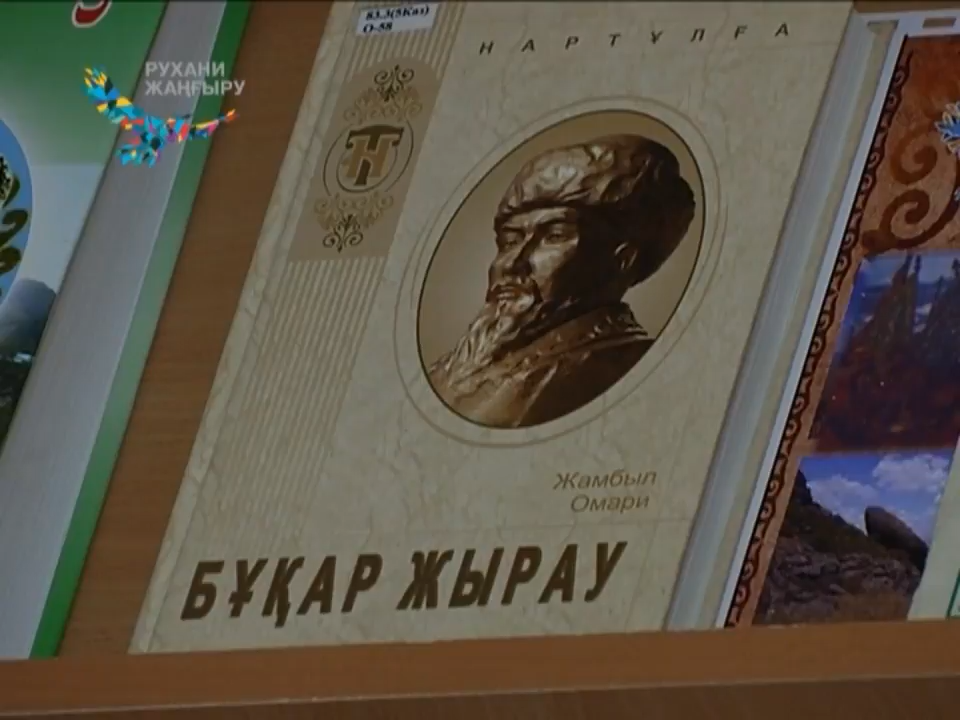 РУХАНИ
ЖАҢҒЫРУ
83.3(5Каз)
О-58
НАРТҰЛҒА
Жамбыл
Омари
БҰҚАР ЖЫРАУ